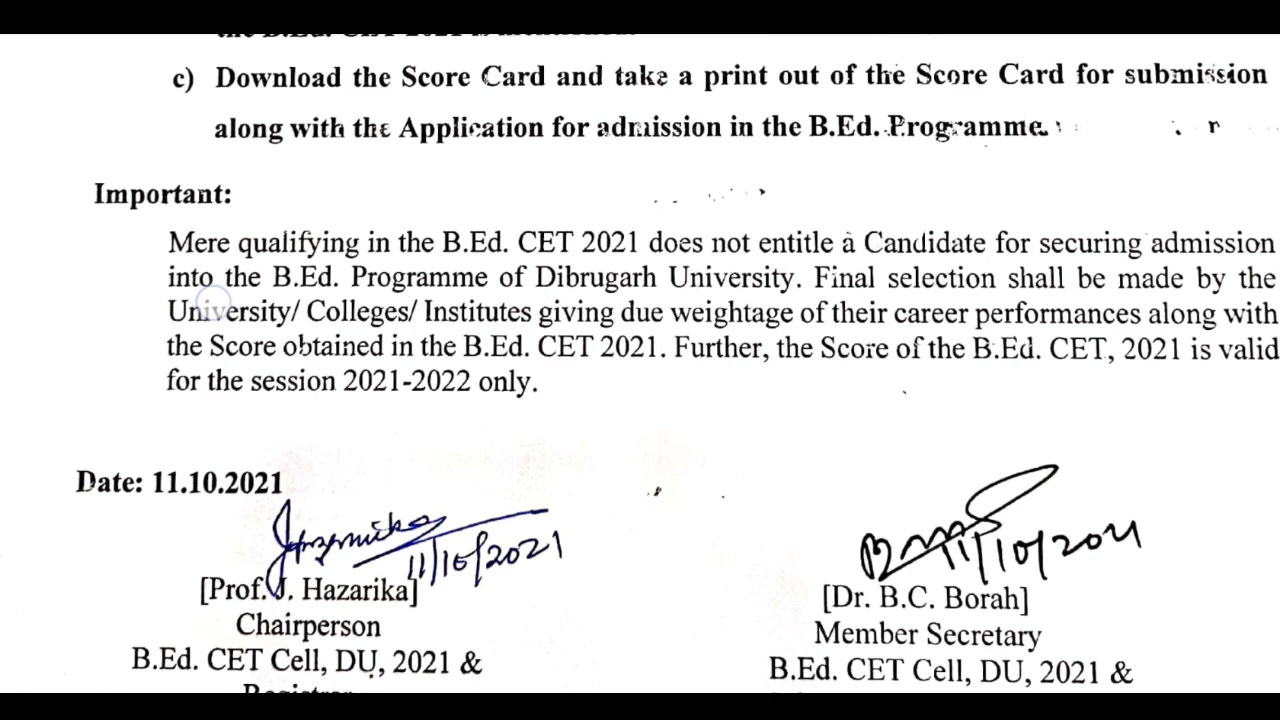 c) Download the Score Card and take a print out of the Score Card for submission
along with the Application for admission in the B.Ed. Programme.
Important:
Mere qualifying in the B.Ed. CET 2021 does not entitle a Candidate for securing admission
into the B.Ed. Programme of Dibrugarh University. Final selection shall be made by the
University/ Colleges/ Institutes giving due weightage of their career performances along with
the Score obtained in the B.Ed. CET 2021. Further, the Score of the B.Ed. CET, 2021 is valid
for the session 2021-2022 only.
Date: 11.10.2021
11/10/2021
[Prof. J. Hazarika]
Chairperson
B.Ed. CET Cell, DU, 2021 &
Registrar
11/10/2021
[Dr. B.C. Borah]
Member Secretary
B.Ed. CET Cell, DU, 2021 &